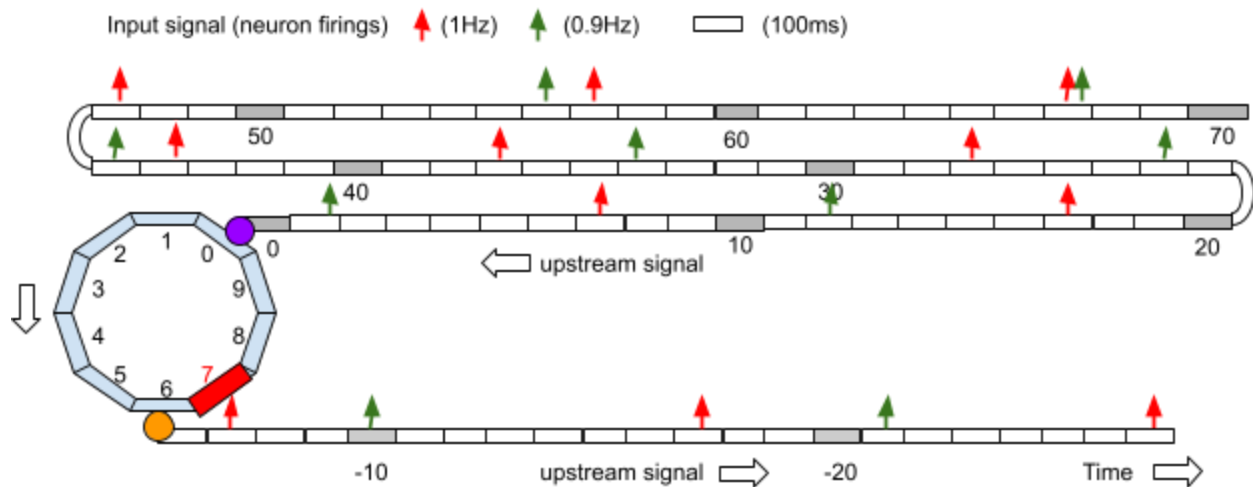 Input signal (neuron firings) (1Hz) (0.9Hz) (100ms)
50 60 70
40 30
0 10 20
upstream signal
0
1
2
3
4
5
6
7
8
9
-10 upstream signal -20 Time